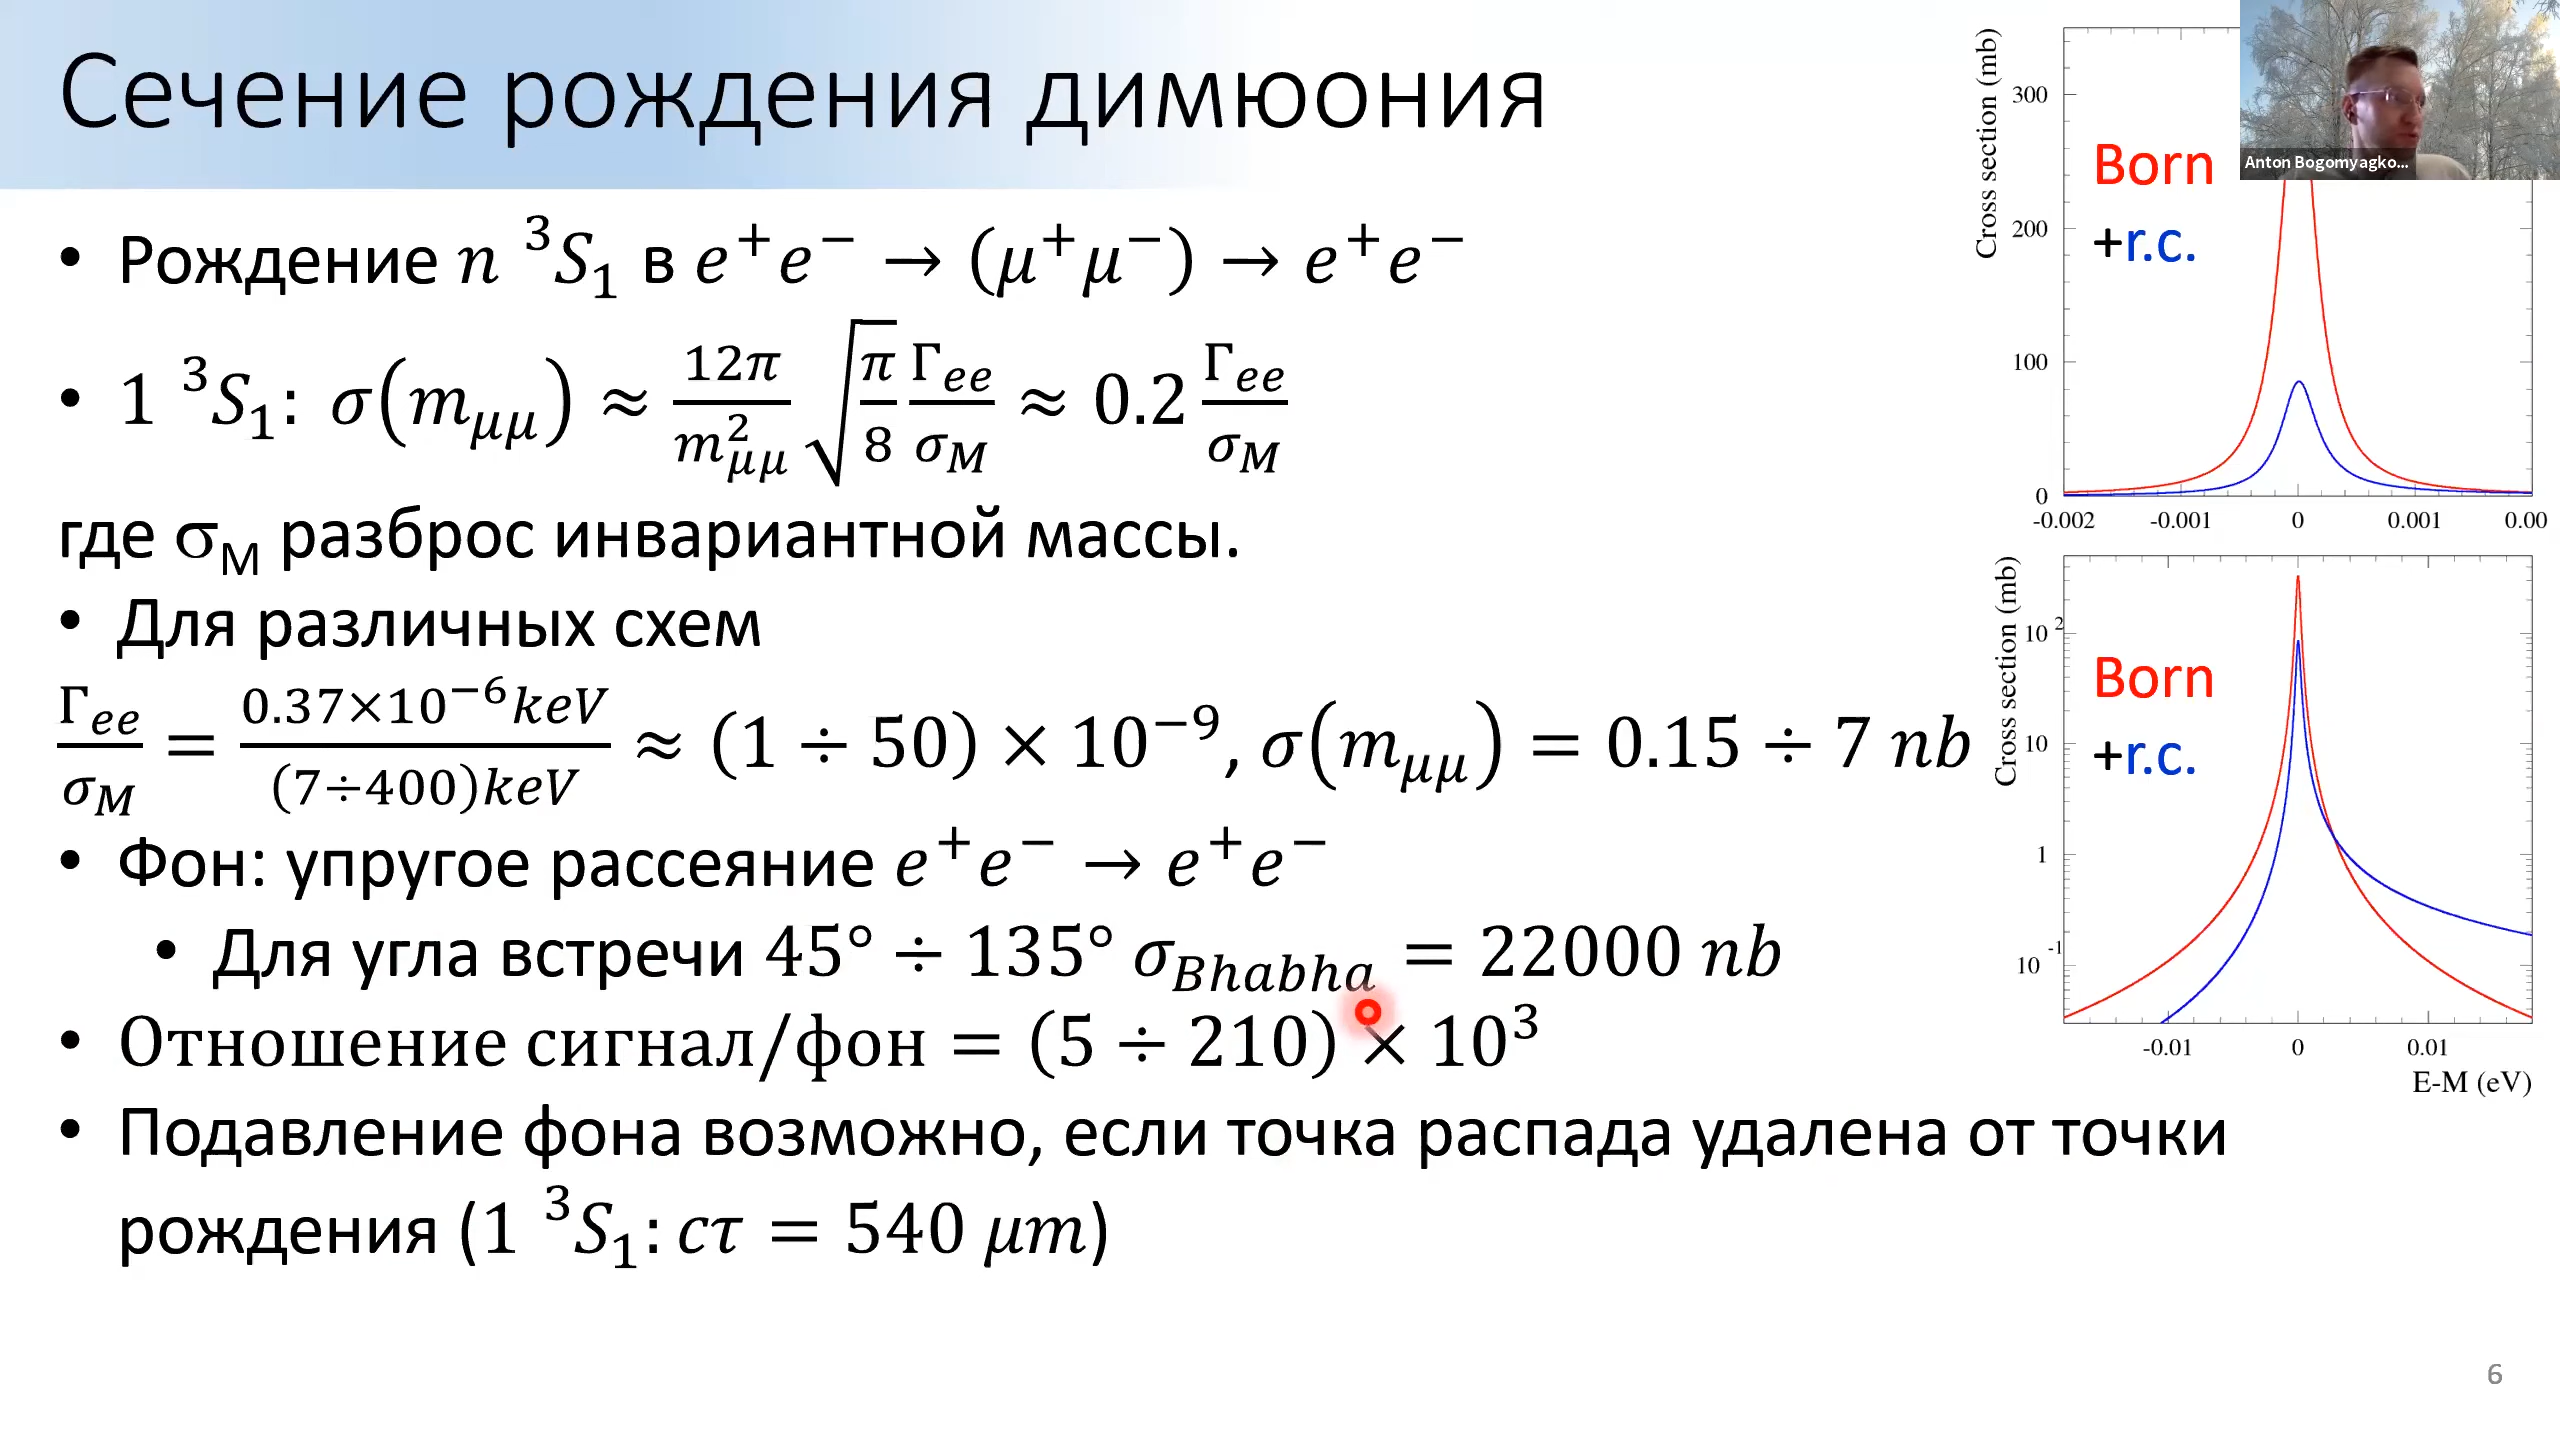 Сечение рождения димюония
• Рождение n ³S₁ в e⁺e⁻ → (μ⁺μ⁻) → e⁺e⁻
• 1 ³S₁: σ(m_μμ) ≈ 12π/m²_μμ √(π/8) Γ_ee/σ_M ≈ 0.2 Γ_ee/σ_M
где σ_M разброс инвариантной массы.
• Для различных схем
Γ_ee/σ_M = 0.37×10⁻⁶keV/(7÷400)keV ≈ (1 ÷ 50) × 10⁻⁹, σ(m_μμ) = 0.15 ÷ 7 nb
• Фон: упругое рассеяние e⁺e⁻ → e⁺e⁻
• Для угла встречи 45° ÷ 135° σ_Bhabha = 22000 nb
• Отношение сигнал/фон = (5 ÷ 210) × 10³
• Подавление фона возможно, если точка распада удалена от точки
рождения (1 ³S₁: cτ = 540 μm)
Cross section (mb)
300
200
100
0
-0.002 -0.001 0 0.001 0.00
Born
+r.c.
Anton Bogomyagko...
Cross section (mb)
10²
10
1
10⁻¹
-0.01 0 0.01
E-M (eV)
Born
+r.c.
6